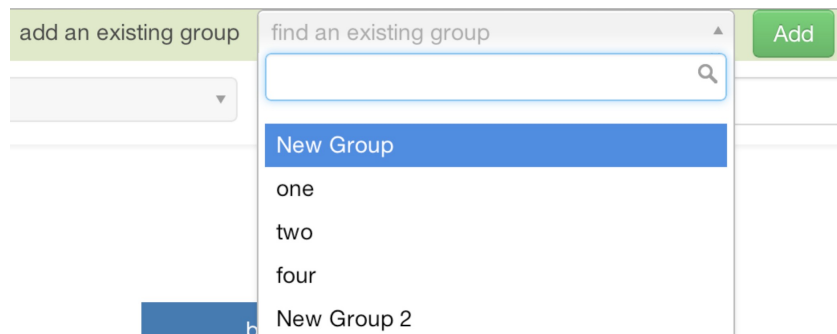 add an existing group find an existing group Add
New Group
one
two
four
New Group 2